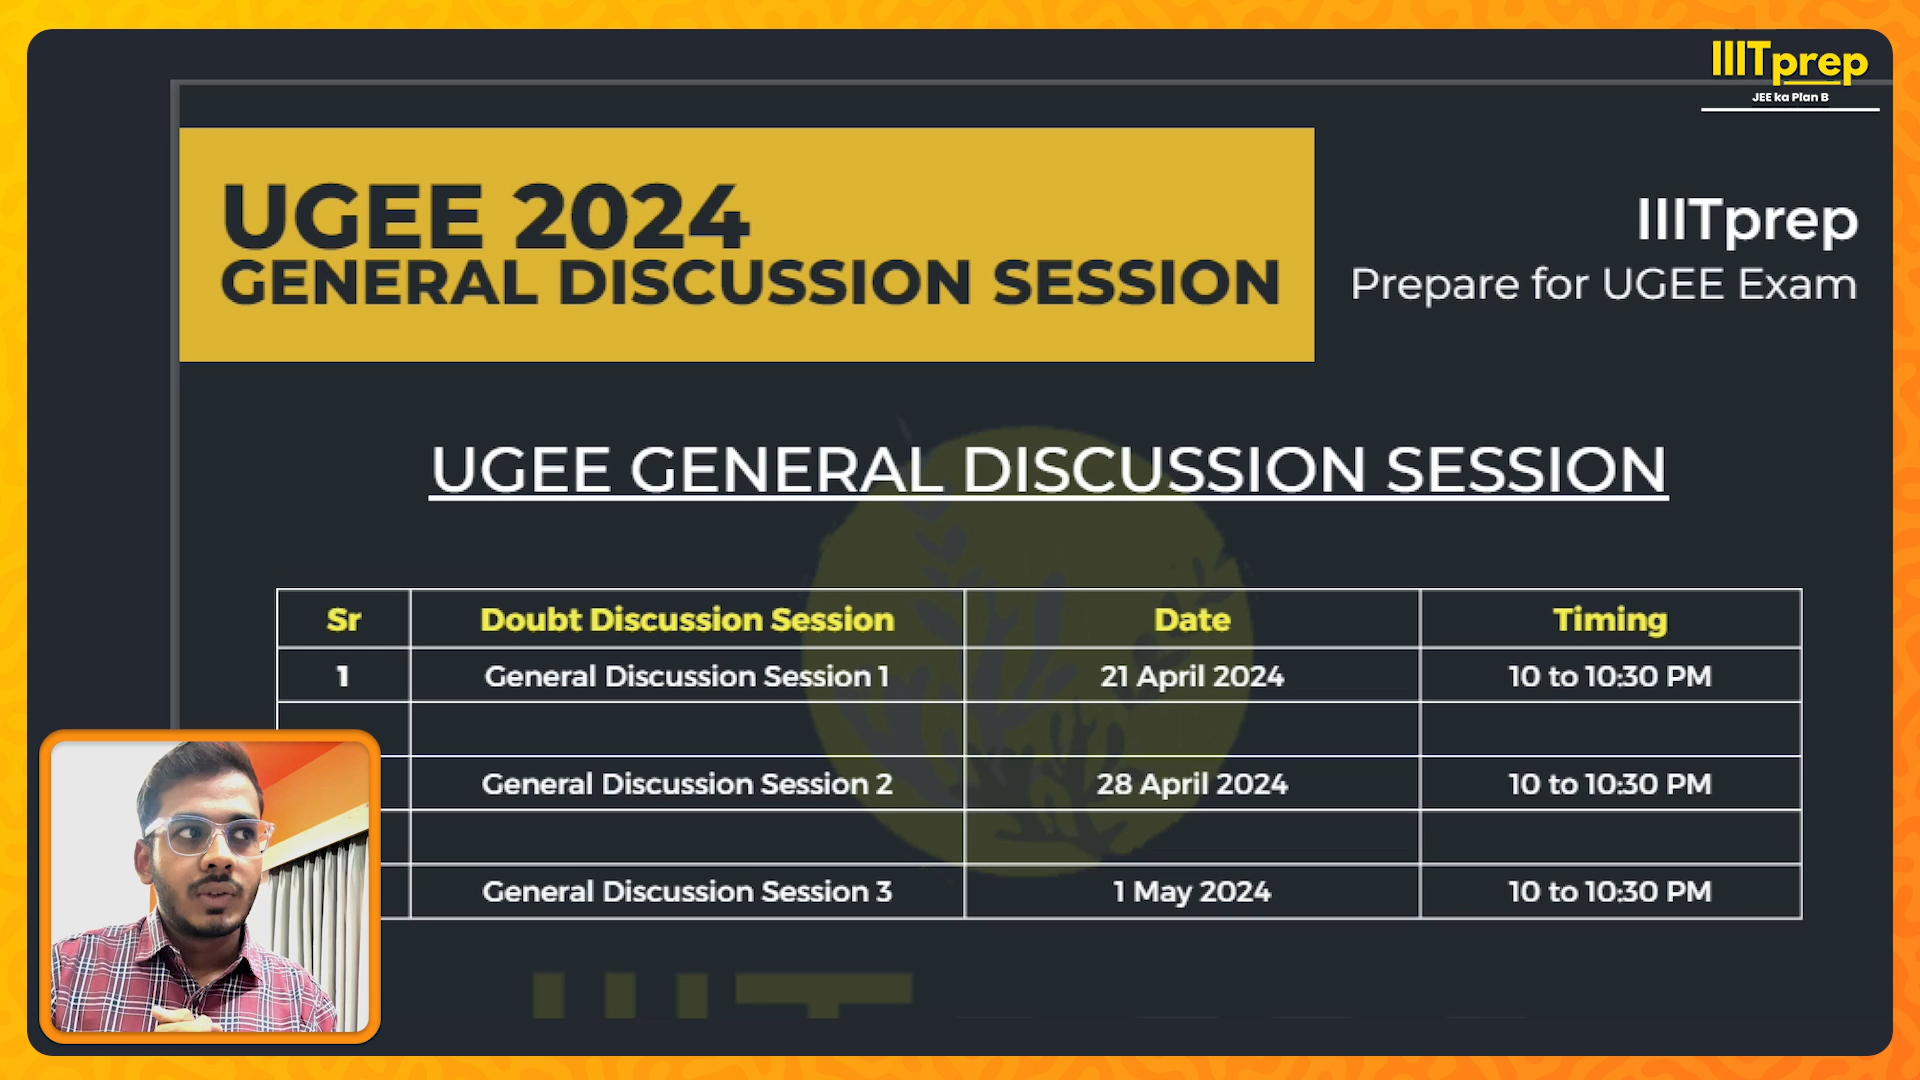 IIITprep
JEE ka Plan B
UGEE 2024
GENERAL DISCUSSION SESSION
IIITprep
Prepare for UGEE Exam
UGEE GENERAL DISCUSSION SESSION
Sr Doubt Discussion Session Date Timing
1 General Discussion Session 1 21 April 2024 10 to 10:30 PM
General Discussion Session 2 28 April 2024 10 to 10:30 PM
General Discussion Session 3 1 May 2024 10 to 10:30 PM